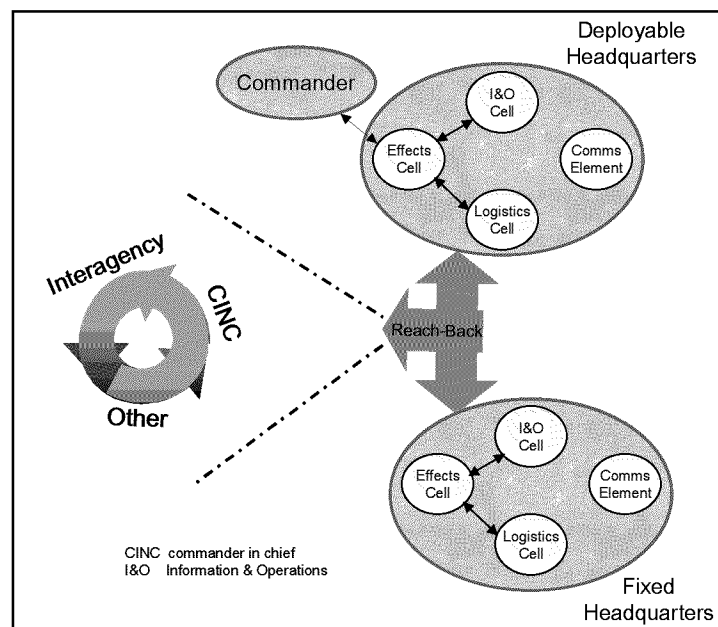 Deployable
Headquarters
Commander
I&O
Cell
Effects
Cell
Comms
Element
Logistics
Cell
Interagency
CINC
Other
Reach-Back
I&O
Cell
Effects
Cell
Comms
Element
Logistics
Cell
CINC commander in chief
I&O Information & Operations
Fixed
Headquarters